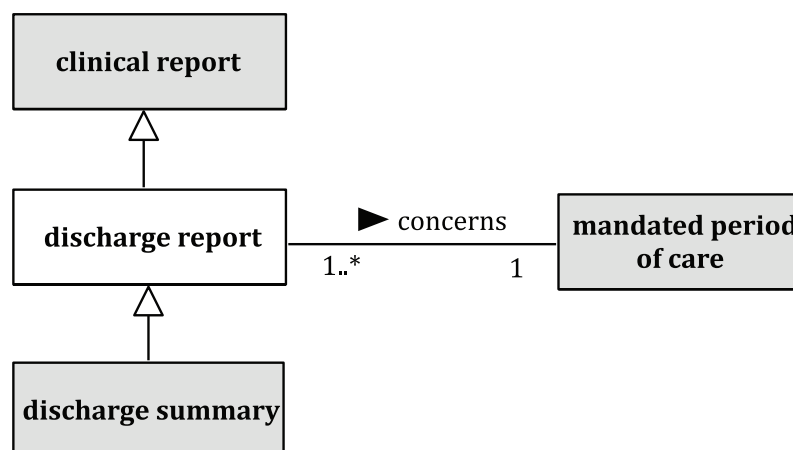 clinical report
discharge report
concerns
1..*
1
mandated period
of care
discharge summary